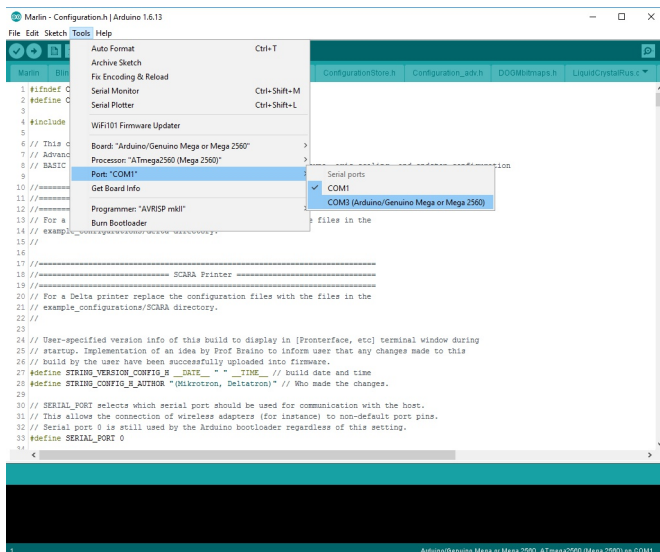 Marlin - Configuration.h | Arduino 1.6.13
File Edit Sketch Tools Help
Marlin
ConfigurationStore.h
Configuration_adv.h
DOGMbitmaps.h
LiquidCrystalRus.c
Auto Format Ctrl+T
Archive Sketch
Fix Encoding & Reload
Serial Monitor Ctrl+Shift+M
Serial Plotter Ctrl+Shift+L
WiFi101 Firmware Updater
Board: "Arduino/Genuino Mega or Mega 2560"
Processor: "ATmega2560 (Mega 2560)"
Port: "COM1"
Get Board Info
Programmer: "AVRISP mkII"
Burn Bootloader
Serial ports
COM1
COM3 (Arduino/Genuino Mega or Mega 2560)
1 #ifndef C
2 #define C
3
4 #include
5
6 // This c
7 // Advanc
8 // BASIC
9
10 //=======
11 //=======
12 //=======
13 // For a files in the
14 // example_configurations/delta directory.
15 //
16
17 //===========================================================================
18 //============================= SCARA Printer ===============================
19 //===========================================================================
20 // For a Delta printer replace the configuration files with the files in the
21 // example_configurations/SCARA directory.
22 //
23
24 // User-specified version info of this build to display in [Pronterface, etc] terminal window during
25 // startup. Implementation of an idea by Prof Braino to inform user that any changes made to this
26 // build by the user have been successfully uploaded into firmware.
27 #define STRING_VERSION_CONFIG_H __DATE__ " " __TIME__ // build date and time
28 #define STRING_CONFIG_H_AUTHOR "(Mikrotron, Deltatron)" // Who made the changes.
29
30 // SERIAL_PORT selects which serial port should be used for communication with the host.
31 // This allows the connection of wireless adapters (for instance) to non-default port pins.
32 // Serial port 0 is still used by the Arduino bootloader regardless of this setting.
33 #define SERIAL_PORT 0
1
Arduino/Genuino Mega or Mega 2560, ATmega2560 (Mega 2560) on COM1